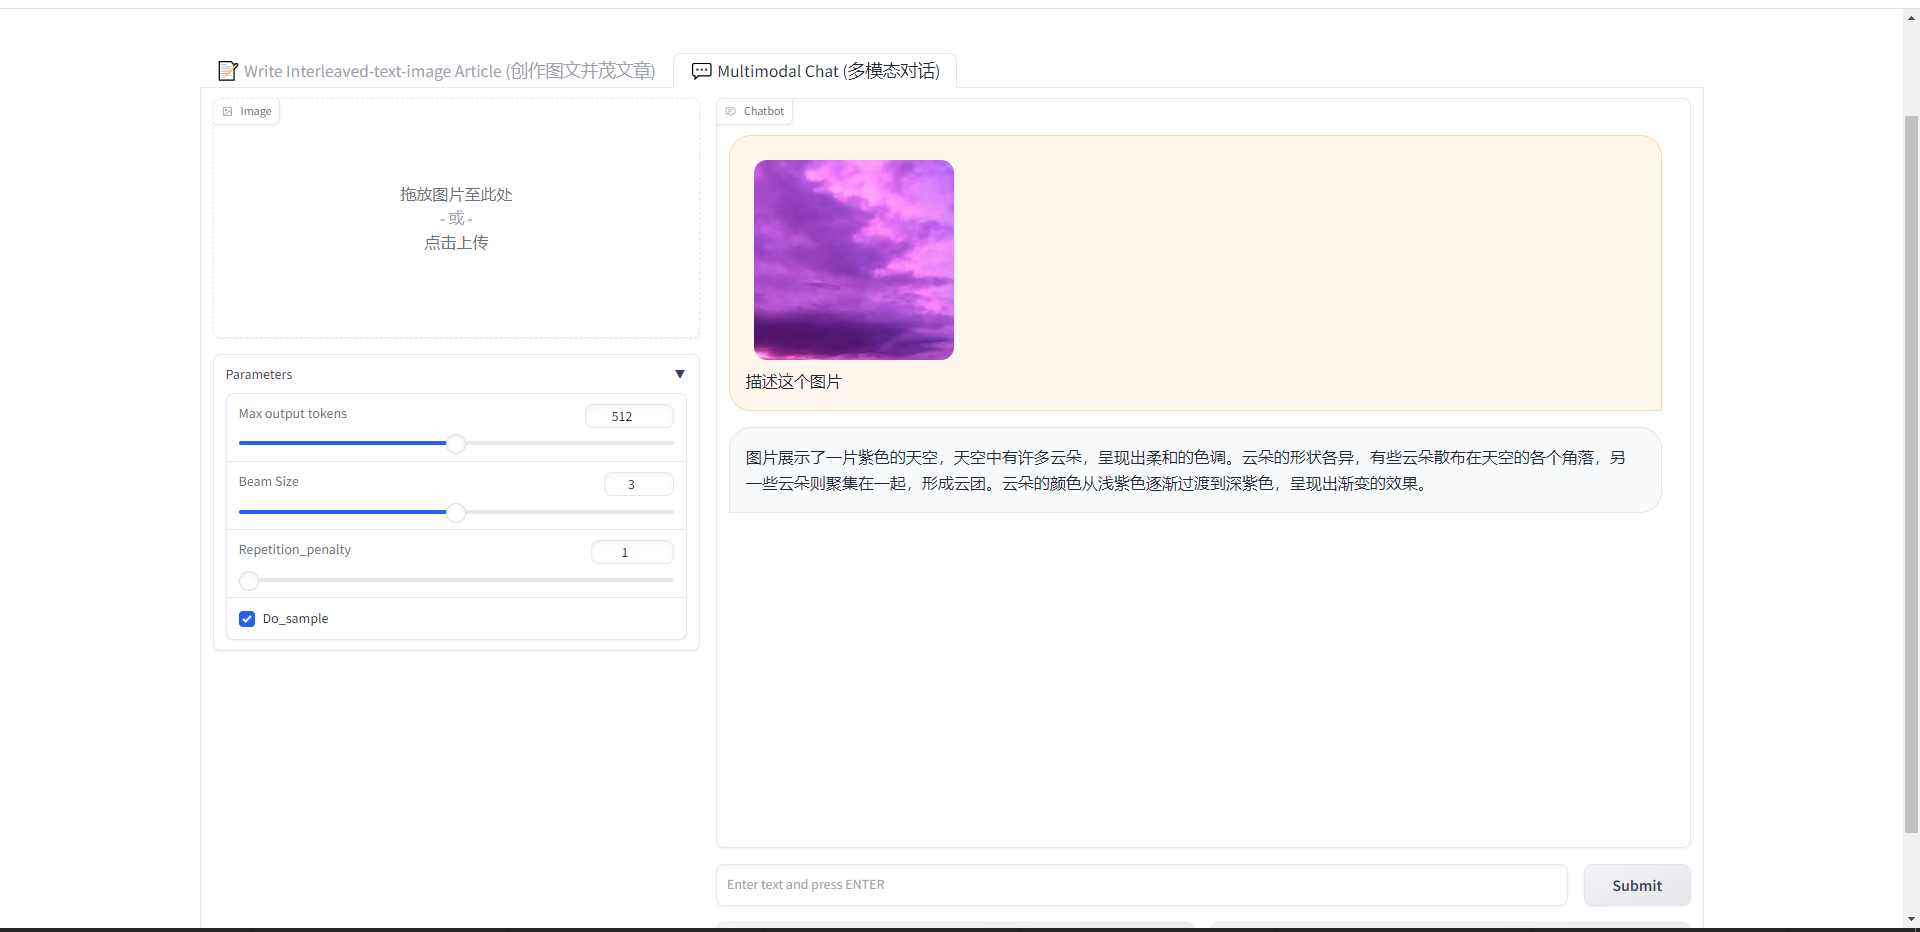 Write Interleaved-text-image Article (创作图文并茂文章)
Multimodal Chat (多模态对话)
Image
拖放图片至此处
- 或 -
点击上传
Parameters
Max output tokens
512
Beam Size
3
Repetition_penalty
1
Do_sample
Chatbot
描述这个图片
图片展示了一片紫色的天空，天空中有许多云朵，呈现出柔和的色调。云朵的形状各异，有些云朵散布在天空的各个角落，另
一些云朵则聚集在一起，形成云团。云朵的颜色从浅紫色逐渐过渡到深紫色，呈现出渐变的效果。
Enter text and press ENTER
Submit